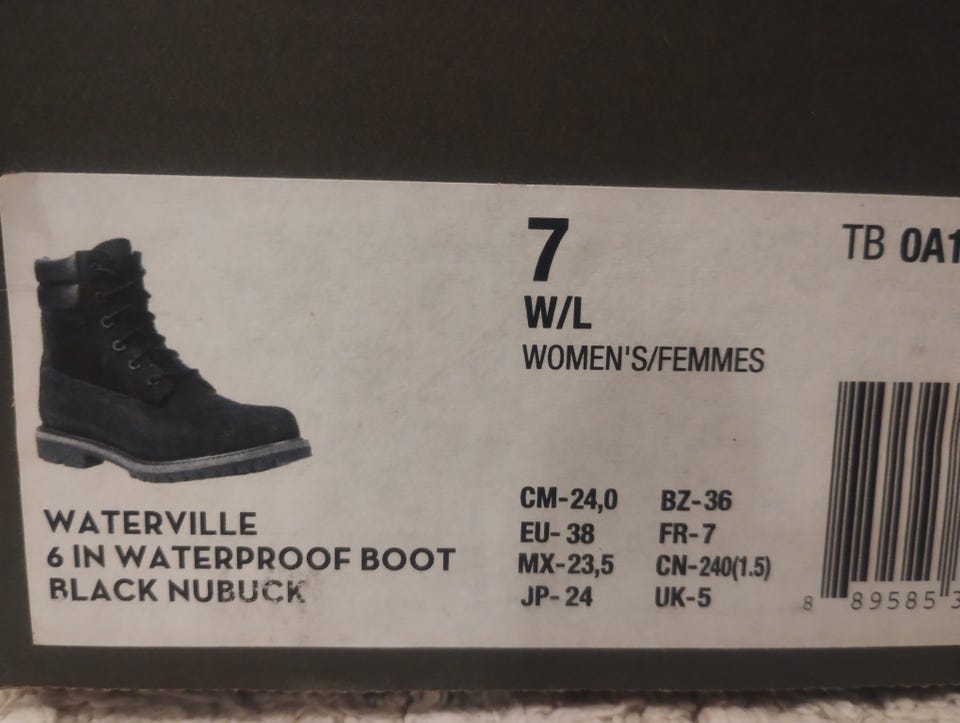 7
TB 0A1
W/L
WOMEN'S/FEMMES
CM-24,0 BZ-36
EU- 38 FR-7
MX-23,5 CN-240(1.5)
JP- 24 UK-5
WATERVILLE
6 IN WATERPROOF BOOT
BLACK NUBUCK
8 89585 3